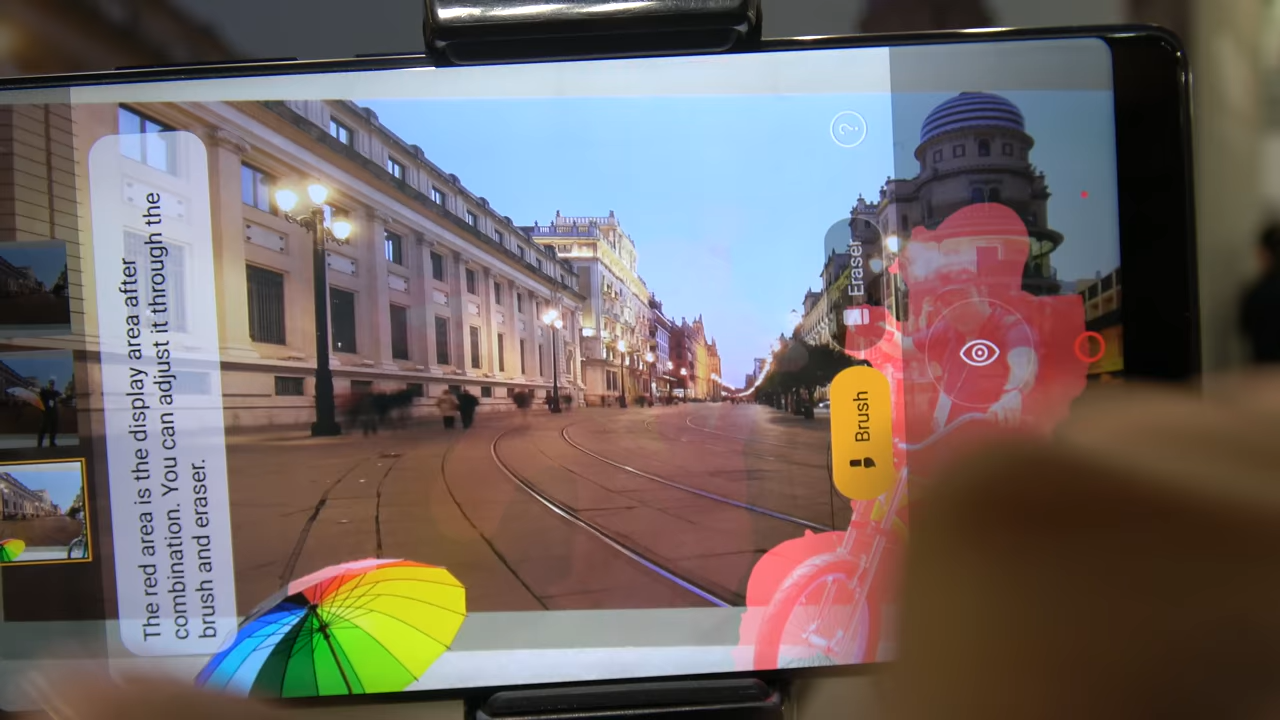 The red area is the display area after
combination. You can adjust it through the
brush and eraser.
?
Eraser
Brush